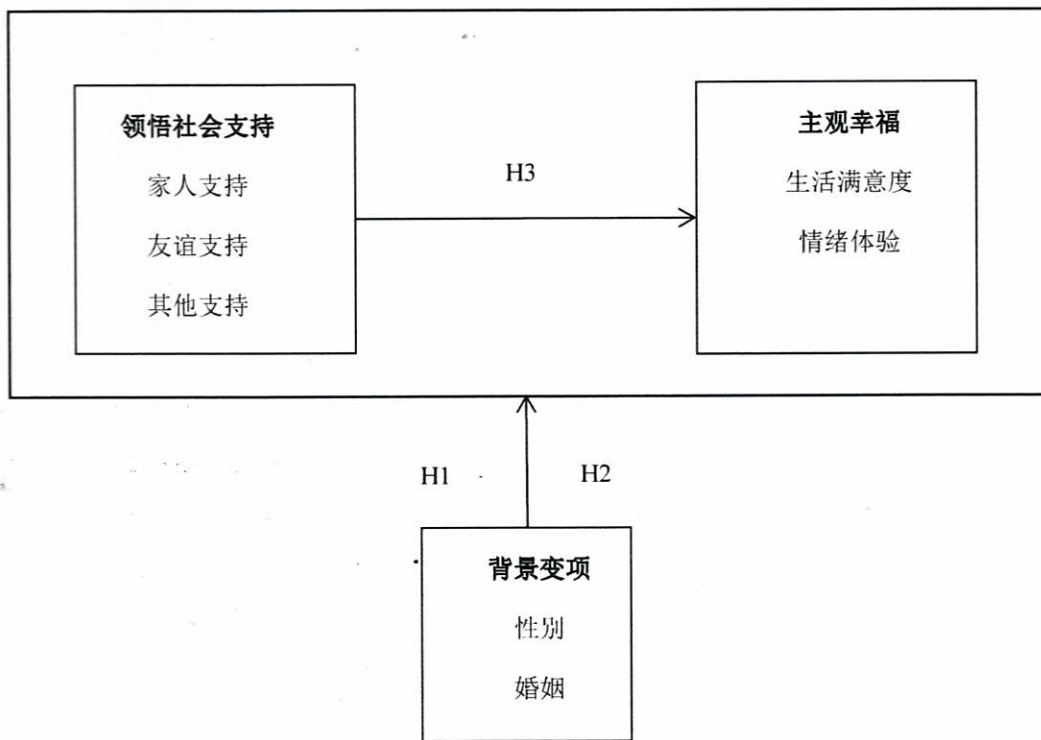 领悟社会支持
家人支持
友谊支持
其他支持
H3
主观幸福
生活满意度
情绪体验
H1
H2
背景变项
性别
婚姻